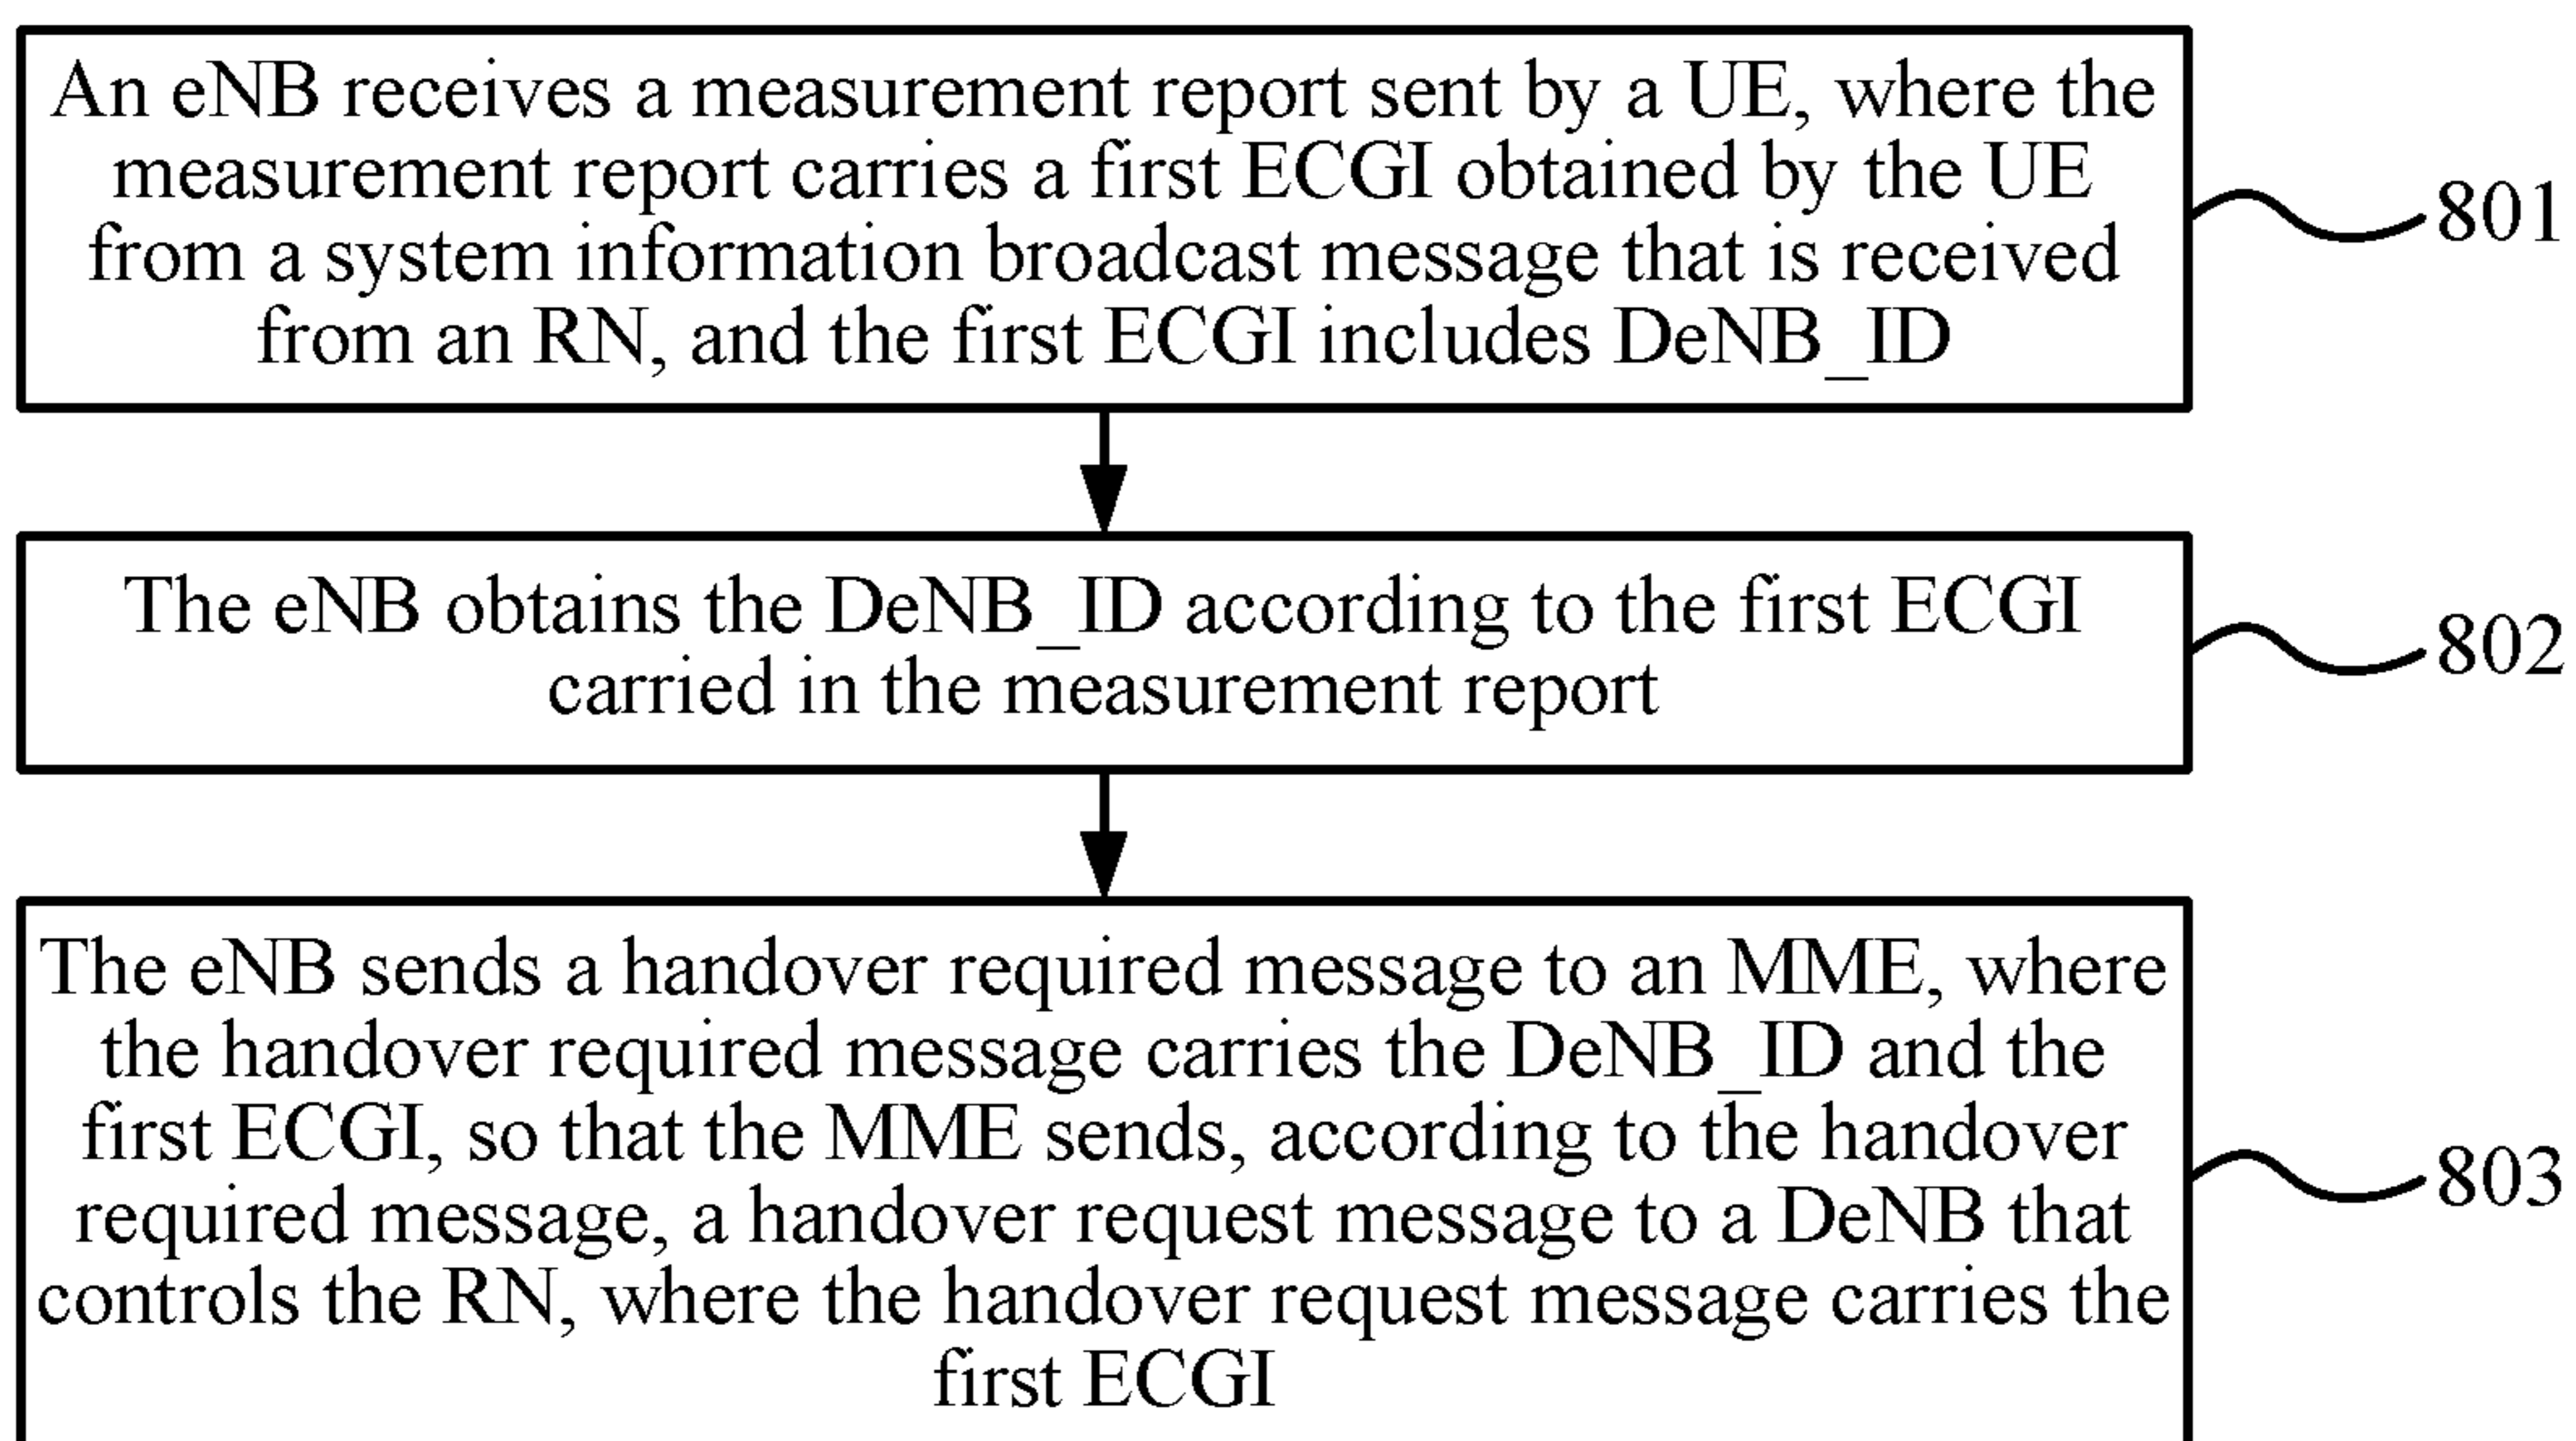 An eNB receives a measurement report sent by a UE, where the
measurement report carries a first ECGI obtained by the UE
from a system information broadcast message that is received
from an RN, and the first ECGI includes DeNB_ID
801
The eNB obtains the DeNB_ID according to the first ECGI
carried in the measurement report
802
The eNB sends a handover required message to an MME, where
the handover required message carries the DeNB_ID and the
first ECGI, so that the MME sends, according to the handover
required message, a handover request message to a DeNB that
controls the RN, where the handover request message carries the
first ECGI
803